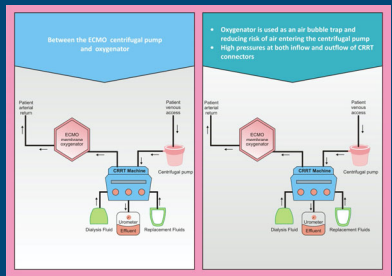 Between the ECMO centrifugal pump
and oxygenator
Patient
arterial
return
Patient
venous
access
ECMO
membrane
oxygenator
Centrifugal pump
CRRT Machine
Dialysis Fluid
Urometer
Effluent
Replacement Fluids
• Oxygenator is used as an air bubble trap and
reducing risk of air entering the centrifugal pump
• High pressures at both inflow and outflow of CRRT
connectors
Patient
arterial
return
Patient
venous
access
ECMO
membrane
oxygenator
Centrifugal pump
CRRT Machine
Dialysis Fluid
Urometer
Effluent
Replacement Fluids